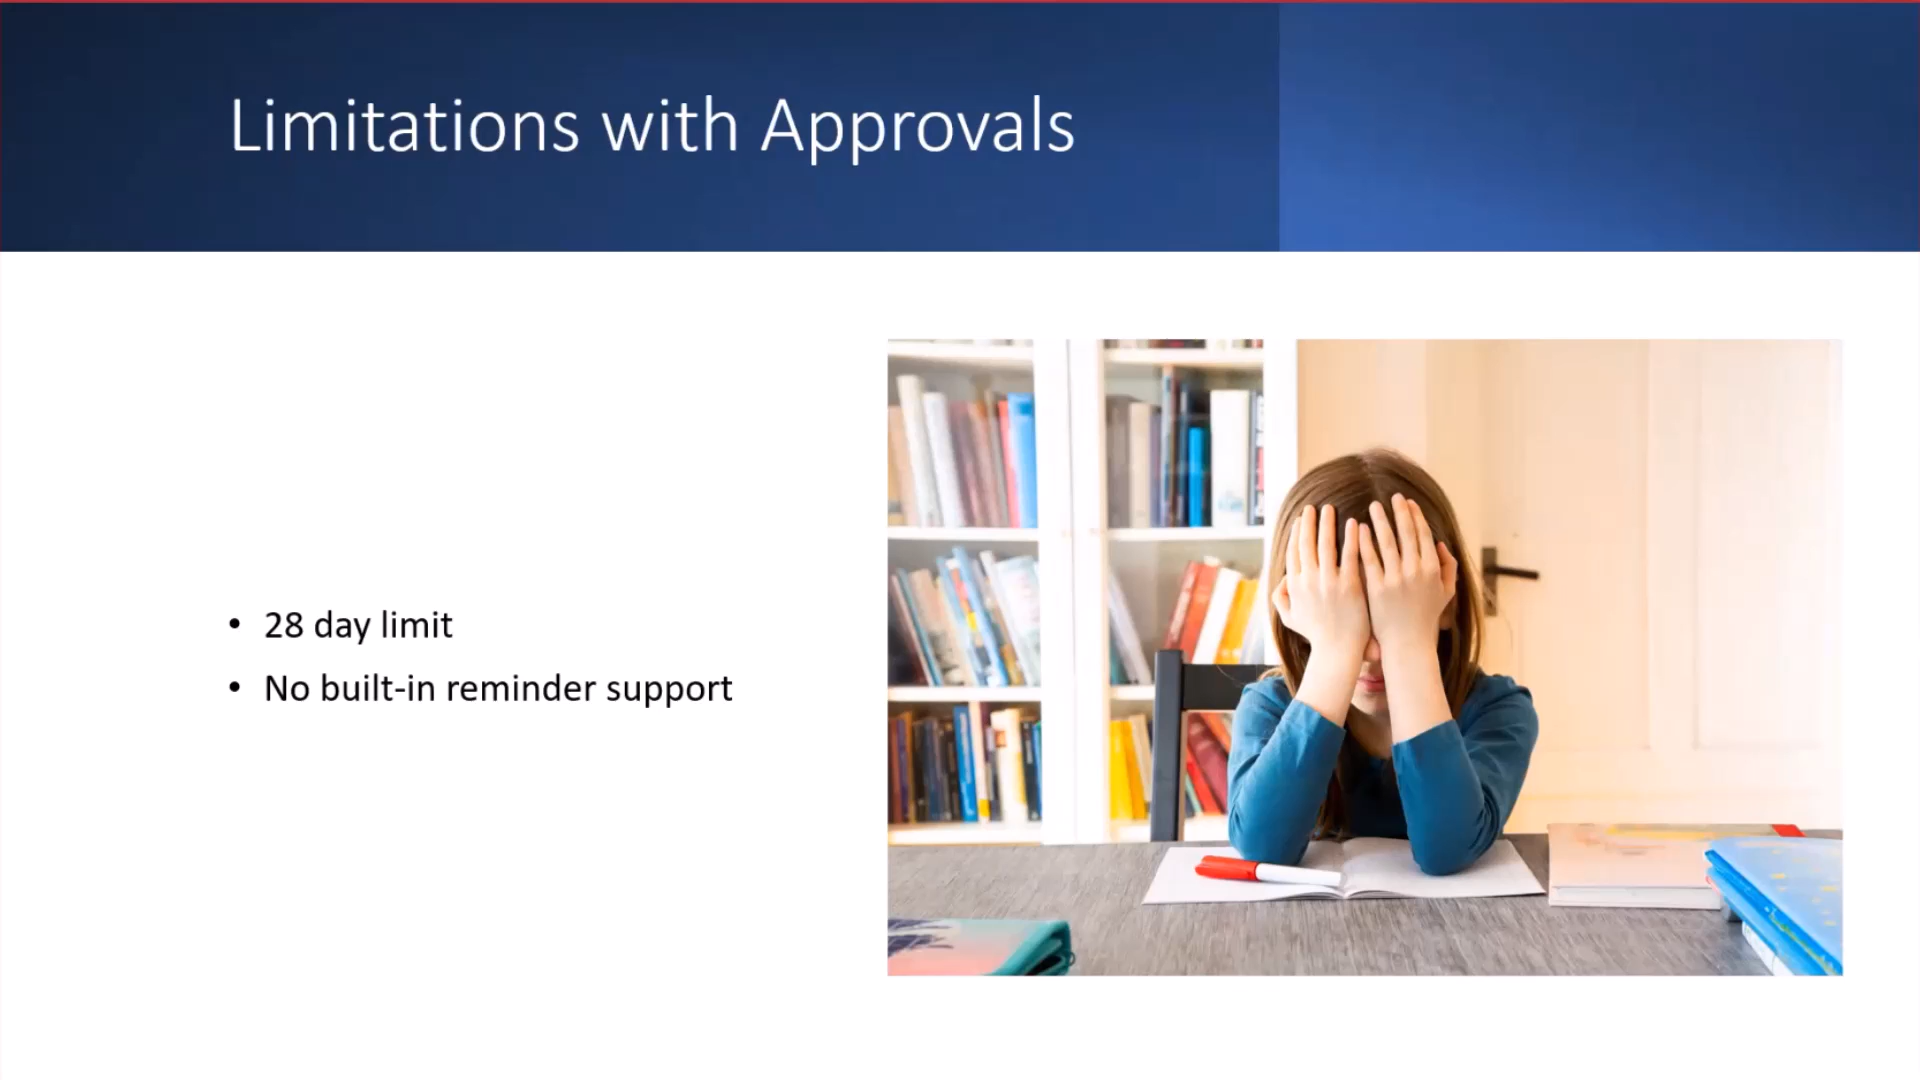 Limitations with Approvals
• 28 day limit
• No built-in reminder support